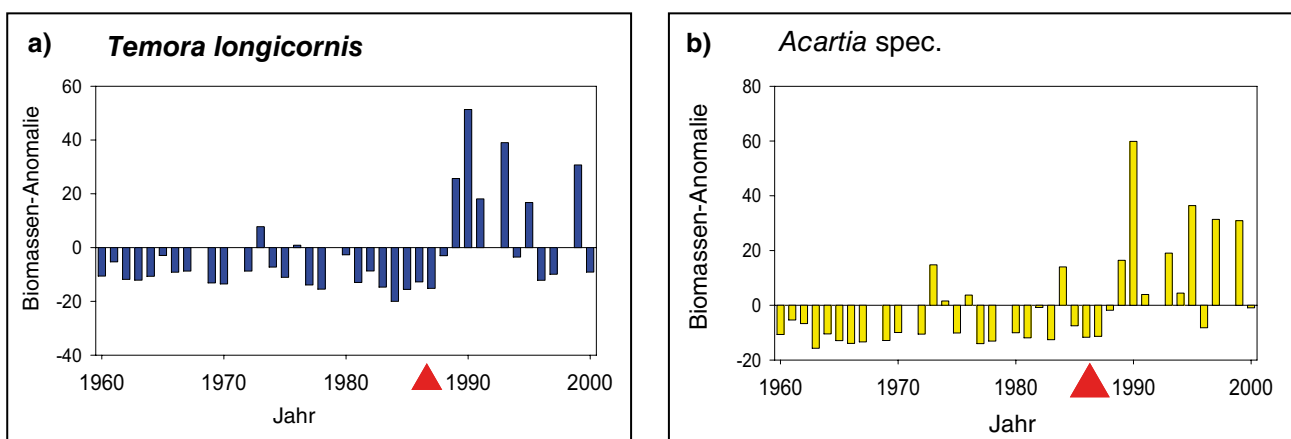 a) Temora longicornis
Biomassen-Anomalie
60
40
20
0
-20
-40
1960 1970 1980 1990 2000
Jahr
b) Acartia spec.
Biomassen-Anomalie
80
60
40
20
0
-20
1960 1970 1980 1990 2000
Jahr